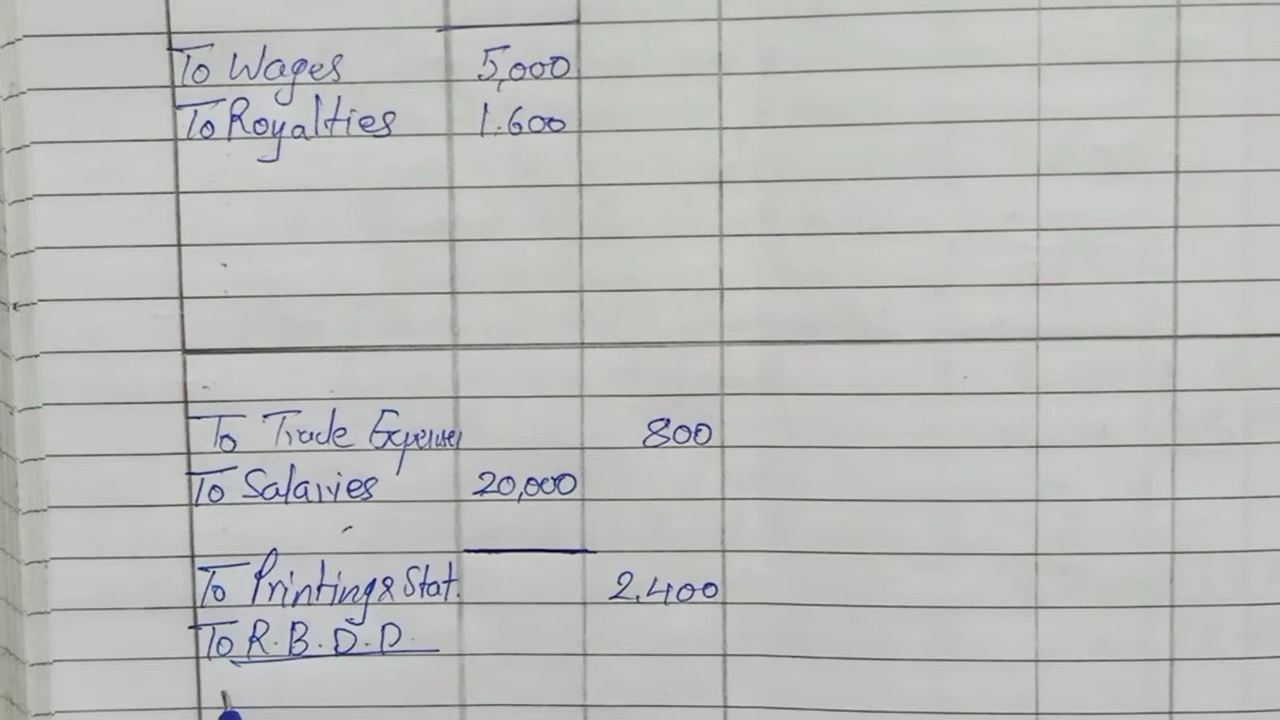 To Wages 5,000
To Royalties 1.600
To Trade Expenses 800
To Salaries 20,000
To Printing & Stat. 2,400
To R.B.D.D.